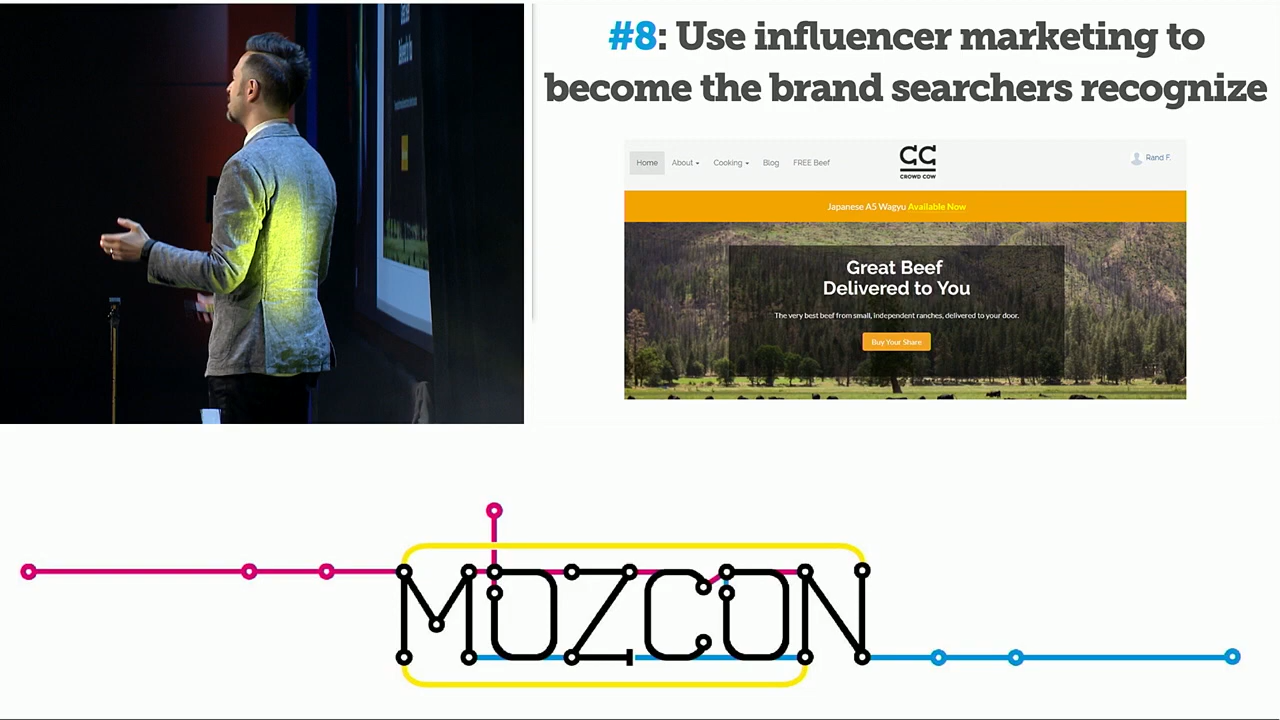 #8: Use influencer marketing to
become the brand searchers recognize
Home About Cooking Blog FREE Beef
CC
CROWD COW
Rand F.
Japanese A5 Wagyu Available Now
Great Beef
Delivered to You
The very best beef from small, independent ranches, delivered to your door.
Buy Your Share
MOZCON